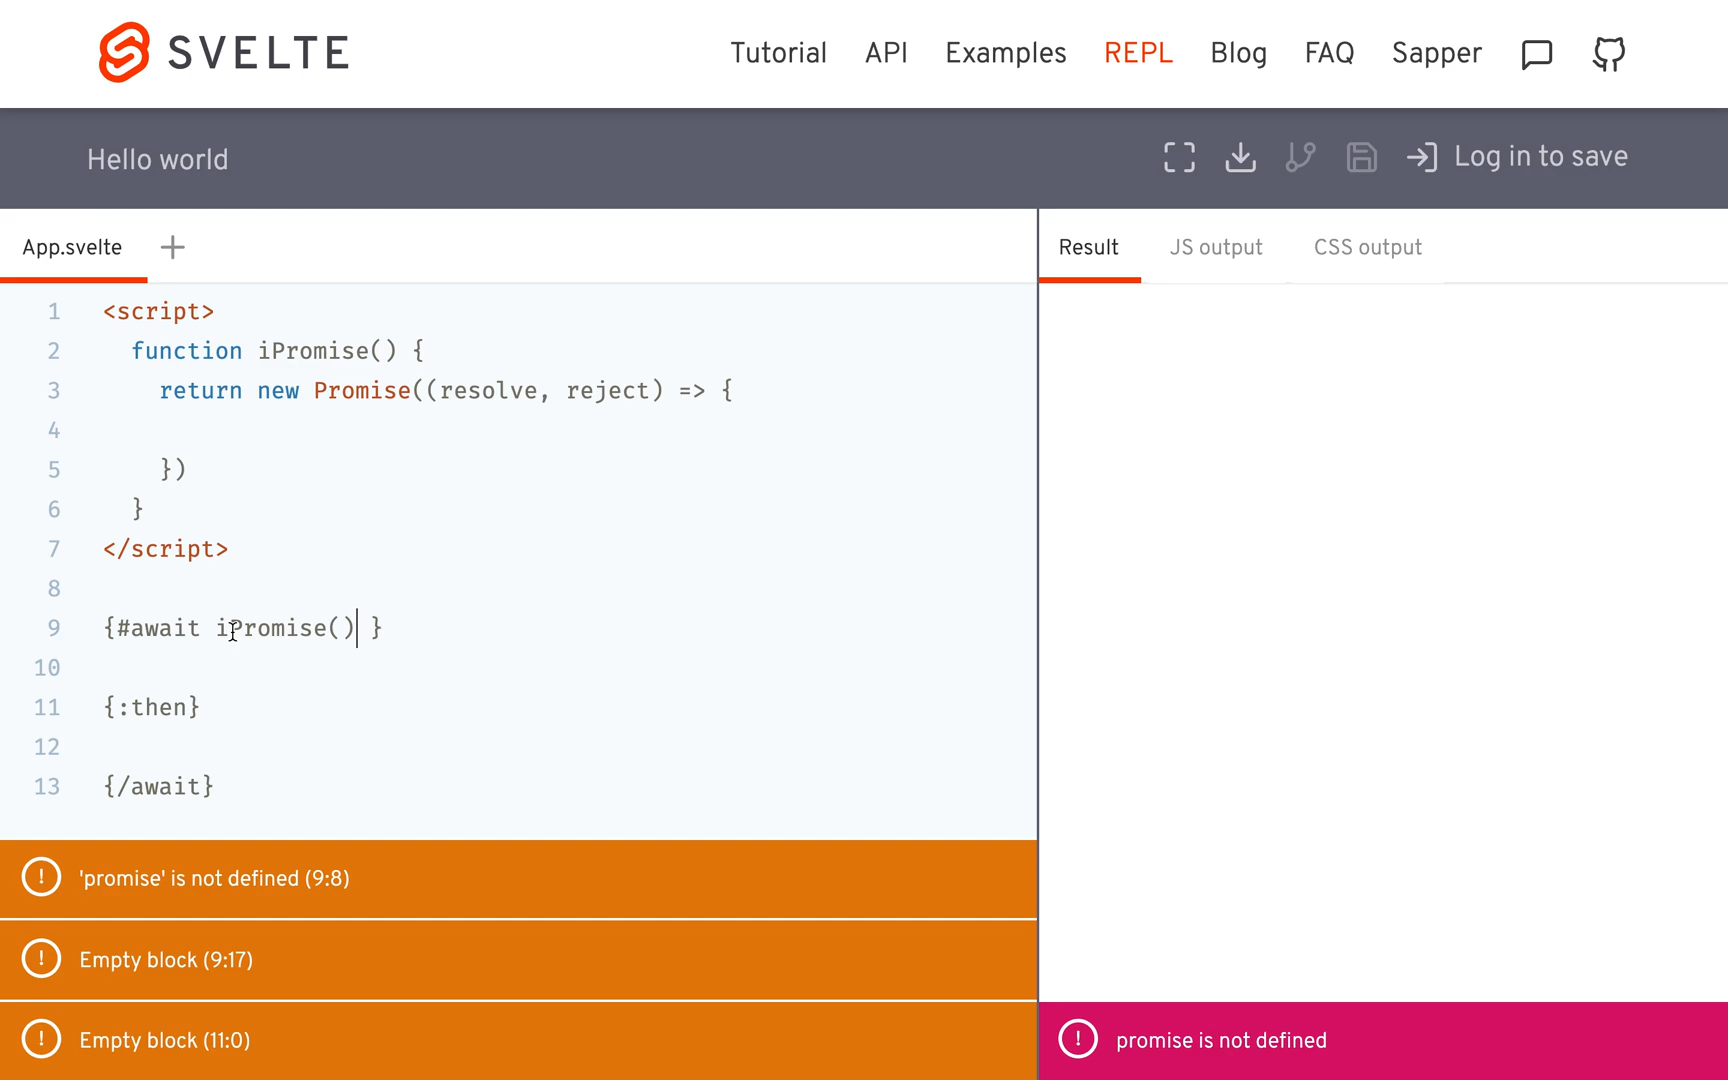 SVELTE
Tutorial API Examples REPL Blog FAQ Sapper
Hello world
Log in to save
App.svelte +
Result JS output CSS output
1 <script>
2 function iPromise() {
3 return new Promise((resolve, reject) => {
4
5 })
6 }
7 </script>
8
9 {#await iPromise() }
10
11 {:then}
12
13 {/await}
! 'promise' is not defined (9:8)
! Empty block (9:17)
! Empty block (11:0)
! promise is not defined